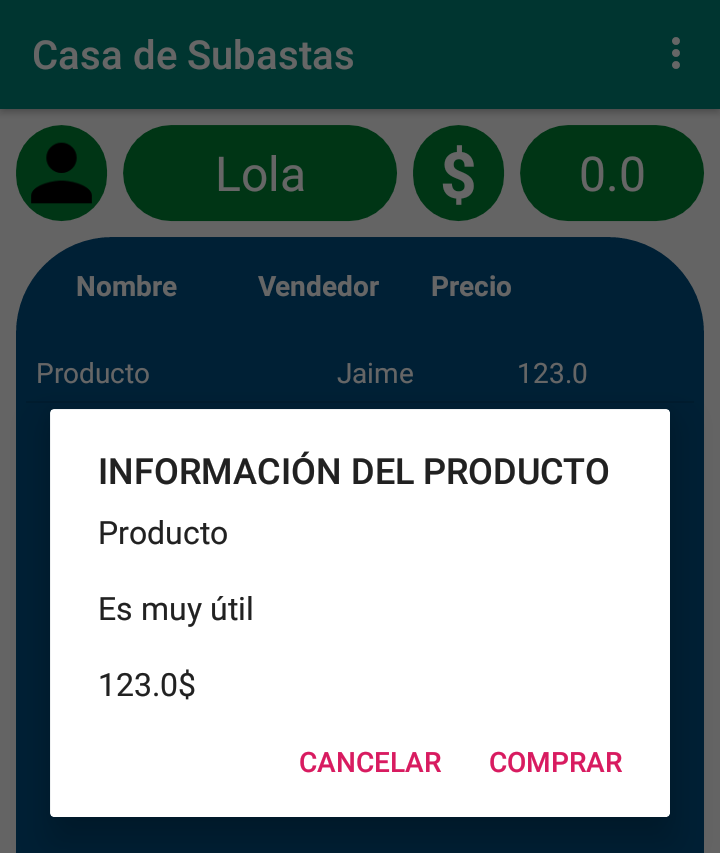 Casa de Subastas
Lola $ 0.0
Nombre Vendedor Precio
Producto Jaime 123.0
INFORMACIÓN DEL PRODUCTO
Producto
Es muy útil
123.0$
CANCELAR COMPRAR